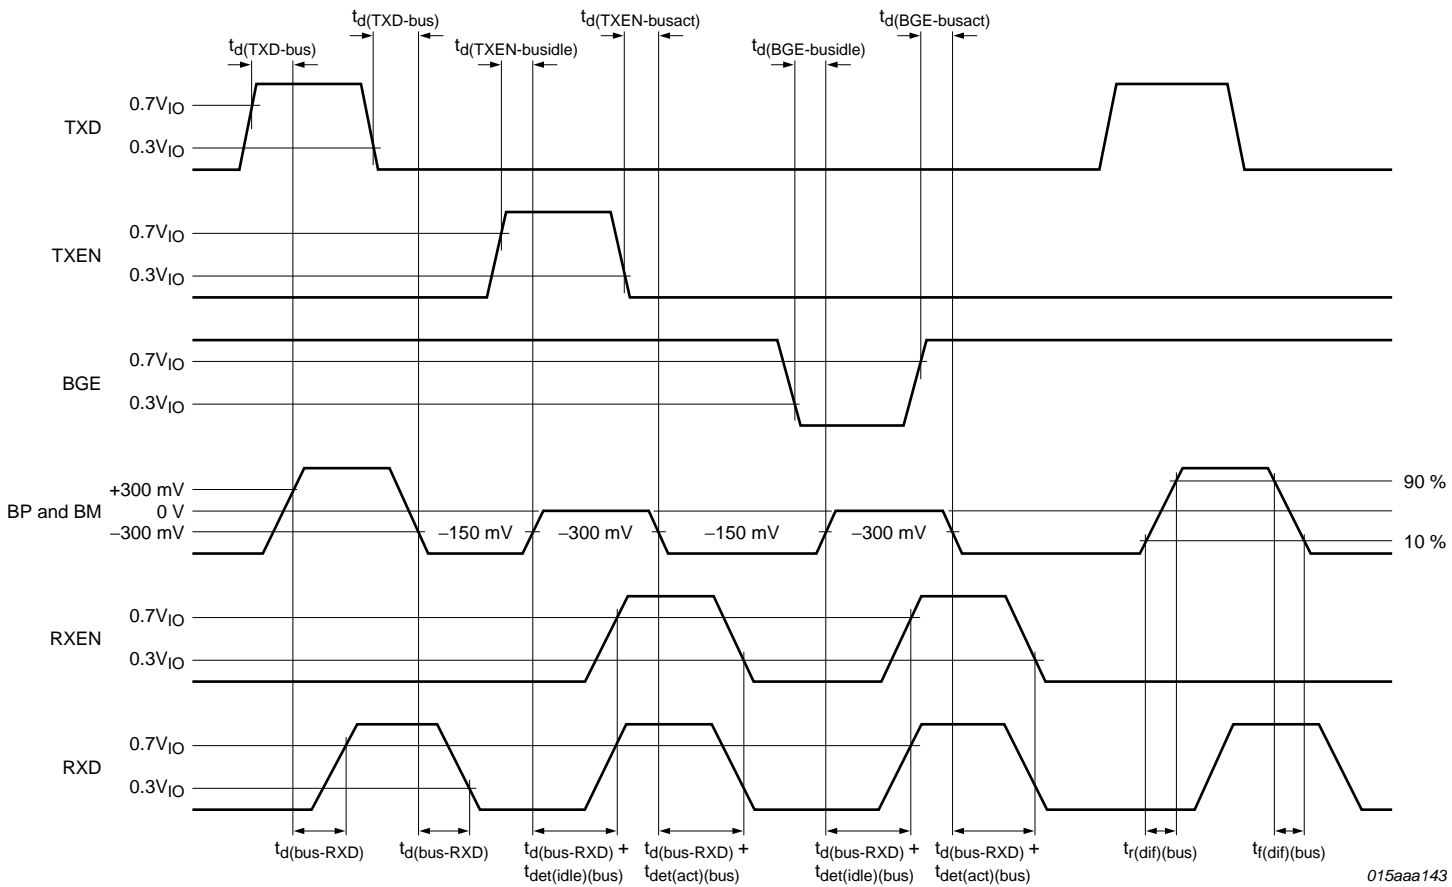 td(TXD-bus) td(TXEN-busact) td(BGE-busact)
td(TXD-bus) td(TXEN-busidle) td(BGE-busidle)
0.7VIO
TXD
0.3VIO
0.7VIO
TXEN
0.3VIO
0.7VIO
BGE
0.3VIO
+300 mV 90 %
BP and BM 0 V
−300 mV −150 mV −300 mV −150 mV −300 mV 10 %
0.7VIO
RXEN
0.3VIO
0.7VIO
RXD
0.3VIO
td(bus-RXD) td(bus-RXD) td(bus-RXD) + td(bus-RXD) + td(bus-RXD) + td(bus-RXD) + tr(dif)(bus) tf(dif)(bus)
tdet(idle)(bus) tdet(act)(bus) tdet(idle)(bus) tdet(act)(bus)
015aaa143